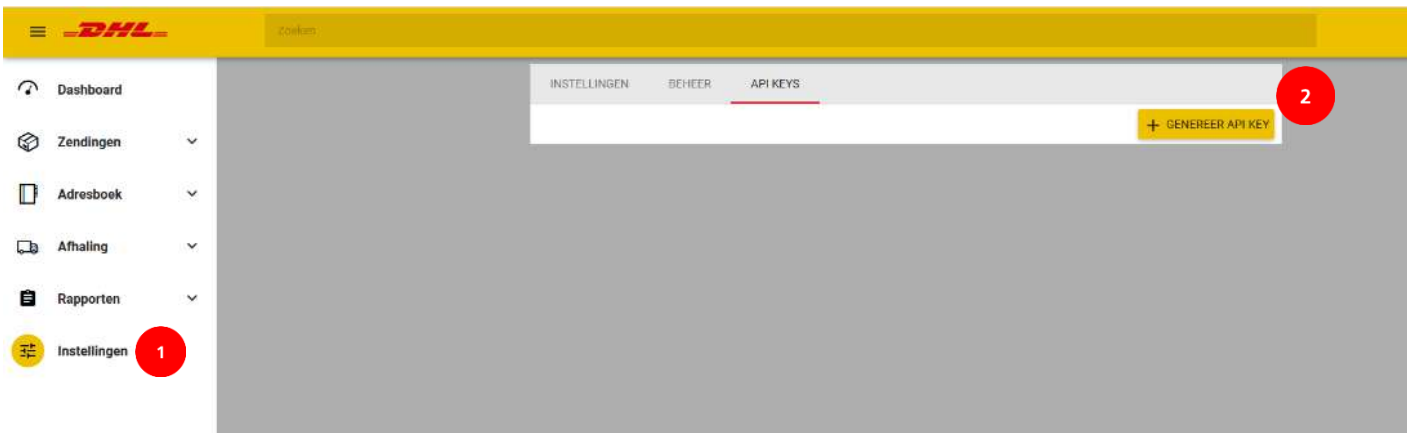 DHL
Zoeken
Dashboard
Zendingen
Adresboek
Afhaling
Rapporten
Instellingen
1
INSTELLINGEN BEHEER API KEYS
2
+ GENEREER API KEY